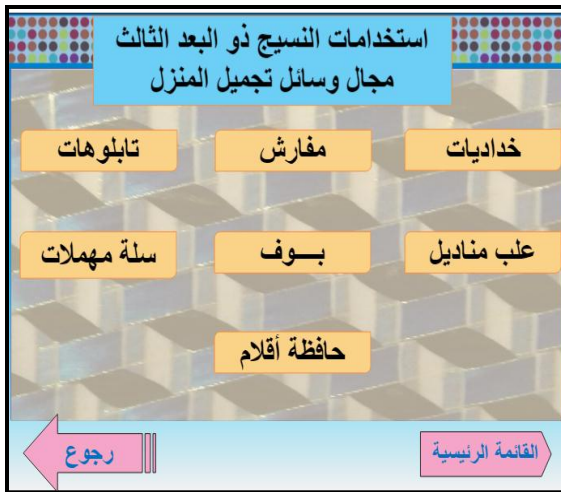 استخدامات النسيج ذو البعد الثالث
مجال وسائل تجميل المنزل
خداديات
مفارش
تابلوهات
علب مناديل
بـــوف
سلة مهملات
حافظة أقلام
القائمة الرئيسية
رجوع